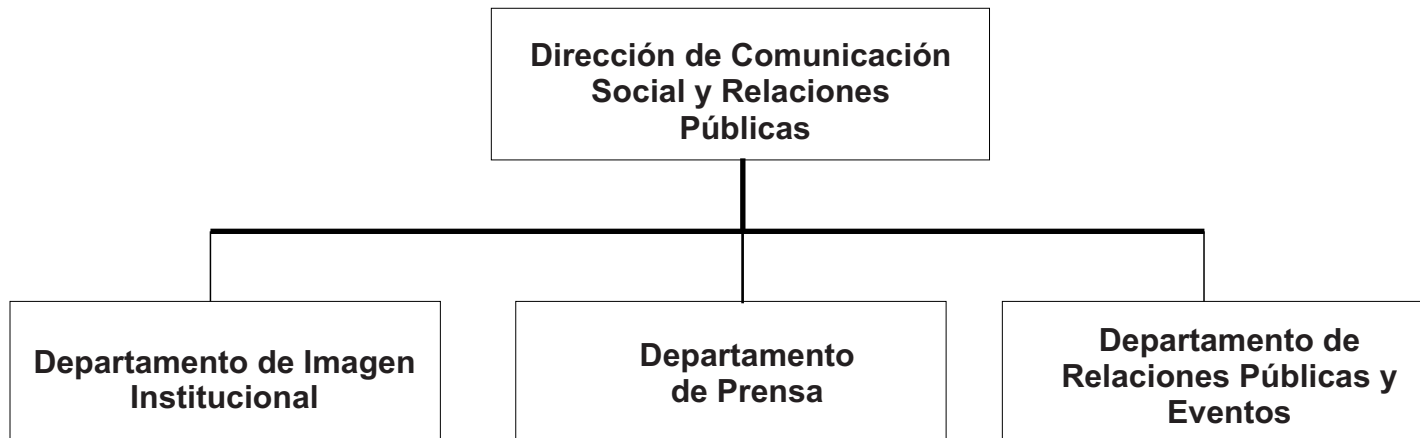 Dirección de Comunicación
Social y Relaciones
Públicas
Departamento de Imagen
Institucional
Departamento
de Prensa
Departamento de
Relaciones Públicas y
Eventos